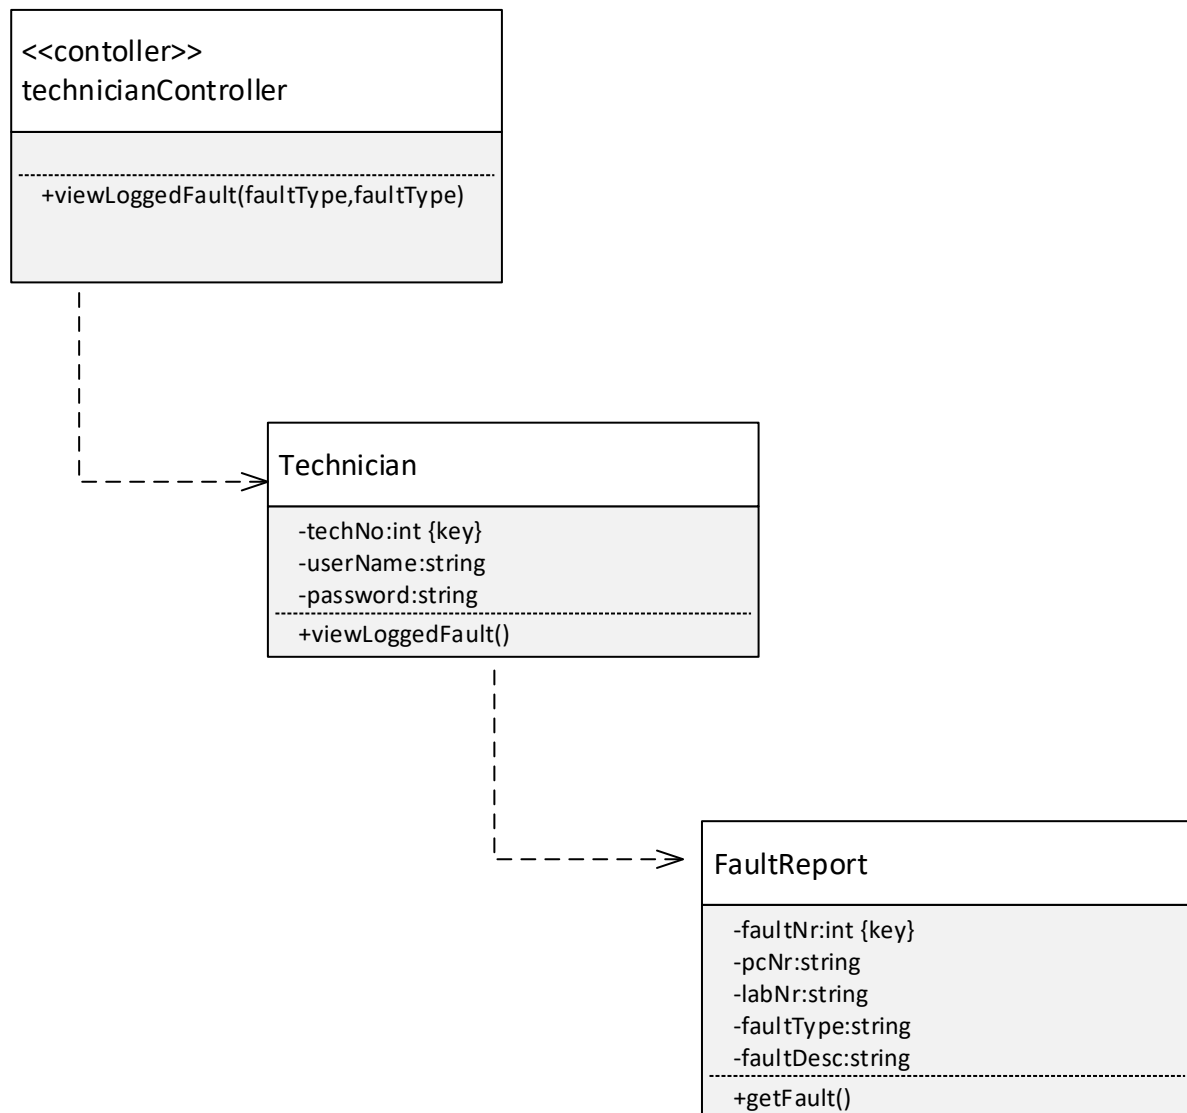 <<contoller>>
technicianController
+viewLoggedFault(faultType,faultType)
Technician
-techNo:int {key}
-userName:string
-password:string
+viewLoggedFault()
FaultReport
-faultNr:int {key}
-pcNr:string
-labNr:string
-faultType:string
-faultDesc:string
+getFault()